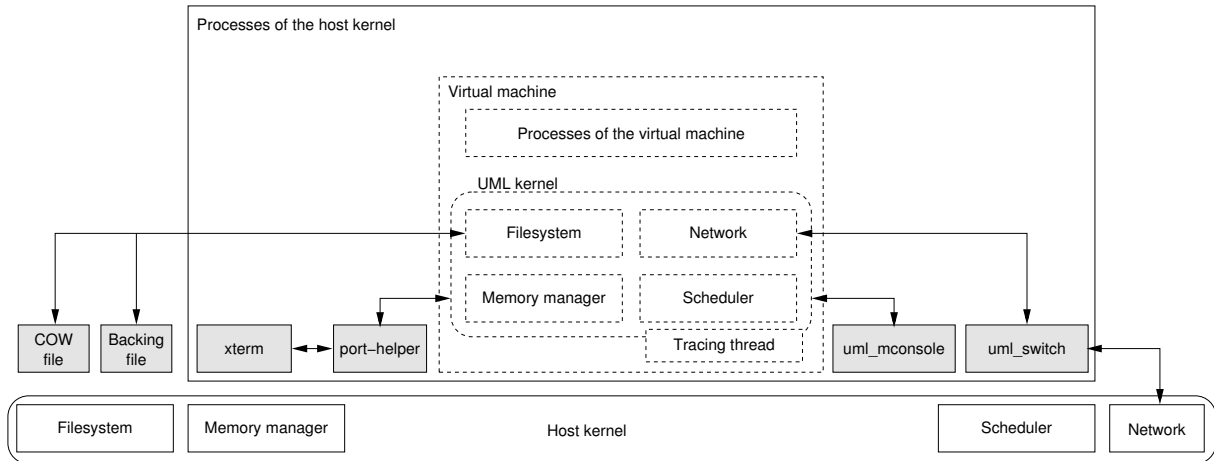 Processes of the host kernel
Virtual machine
Processes of the virtual machine
UML kernel
Filesystem
Network
Memory manager
Scheduler
Tracing thread
COW
file
Backing
file
xterm
port−helper
uml_mconsole
uml_switch
Filesystem
Memory manager
Host kernel
Scheduler
Network